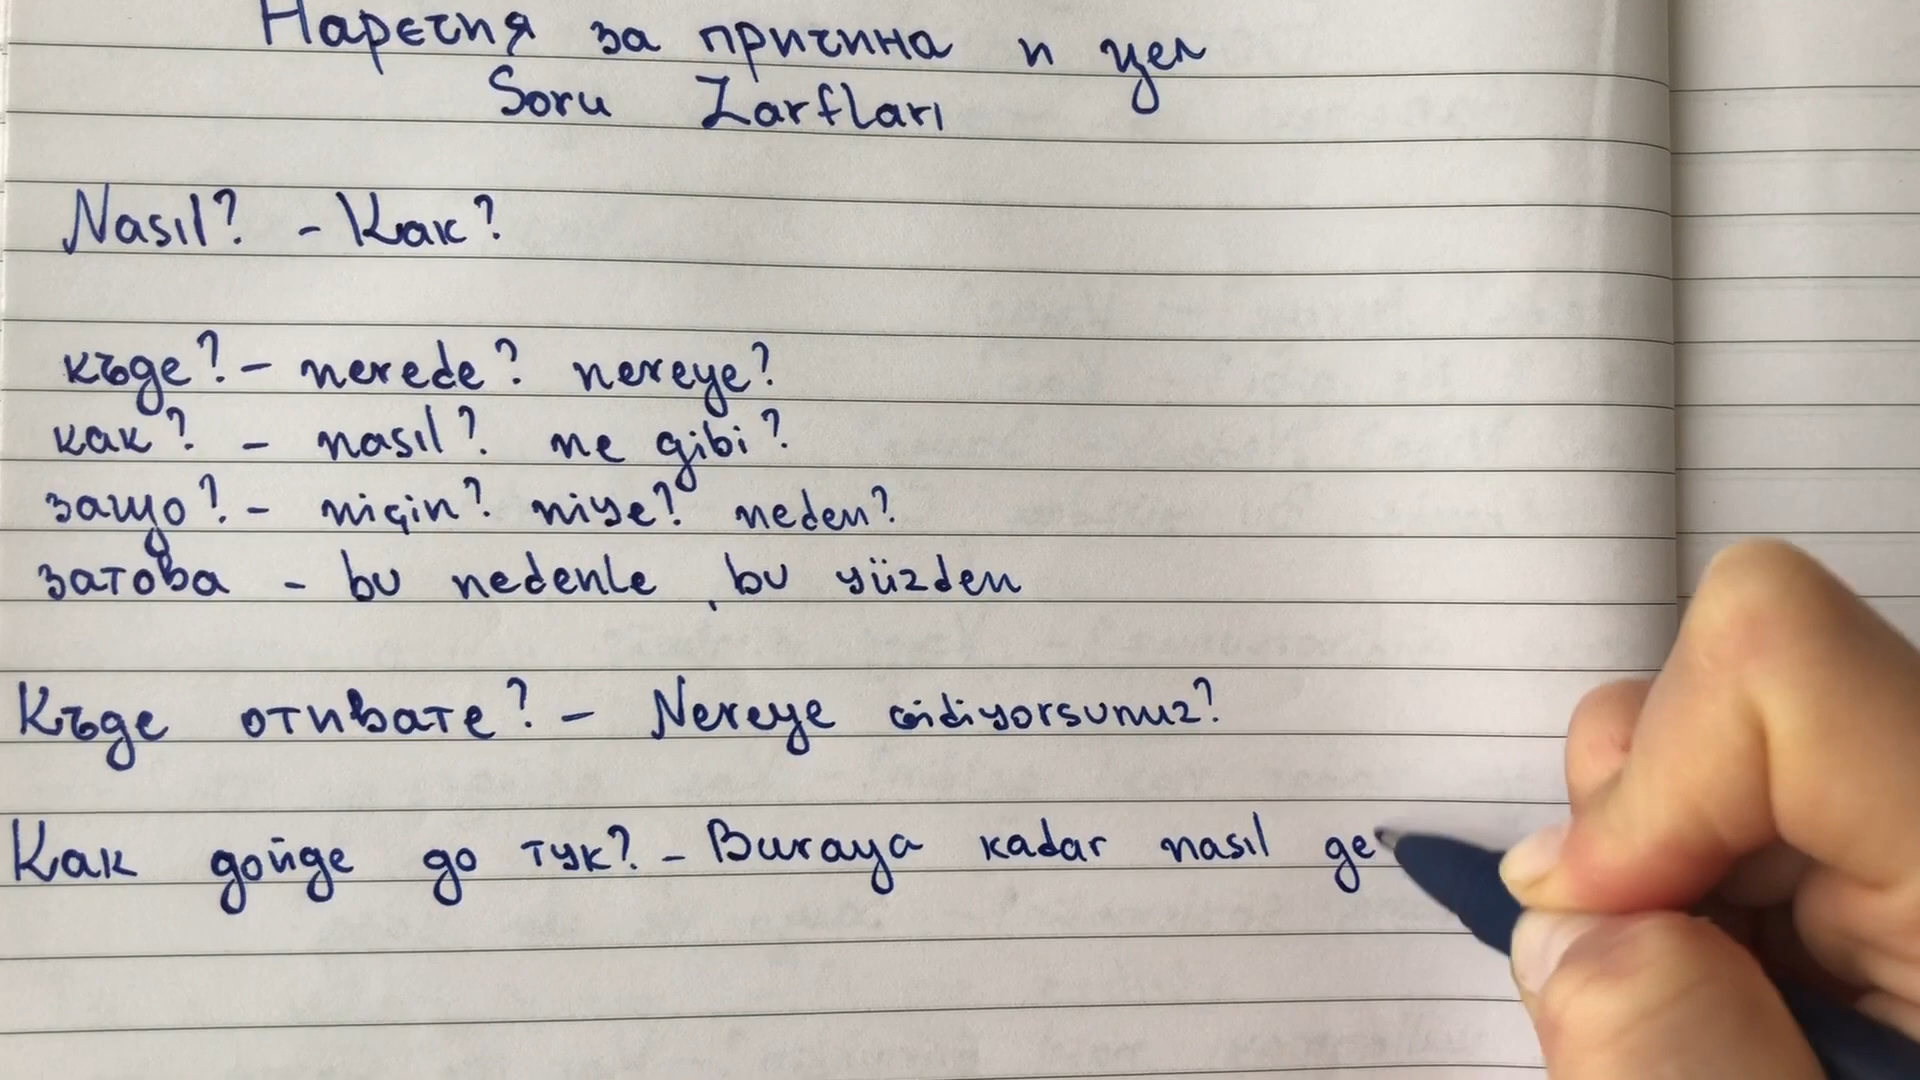 Наречия за причина и цел
Soru Zarfları
Nasıl? - Как?
къде? - nerede? nereye?
как? - nasıl? ne gibi?
защо? - niçin? niye? neden?
затова - bu nedenle, bu yüzden
Къде отивате? - Nereye gidiyorsunuz?
Как дойде до тук? - Buraya kadar nasıl ge